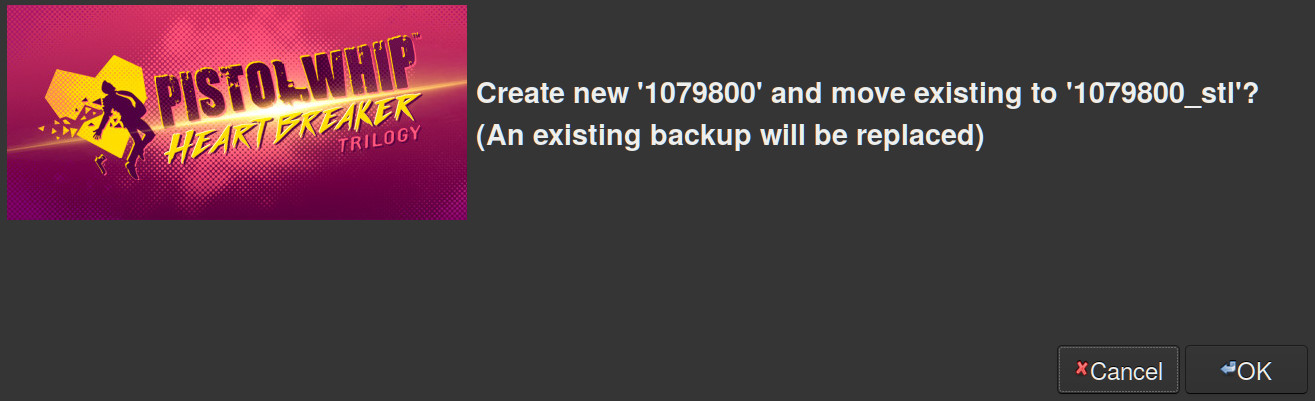 PISTOL WHIP™
HEARTBREAKER
TRILOGY
Create new '1079800' and move existing to '1079800_stl'?
(An existing backup will be replaced)
Cancel
OK